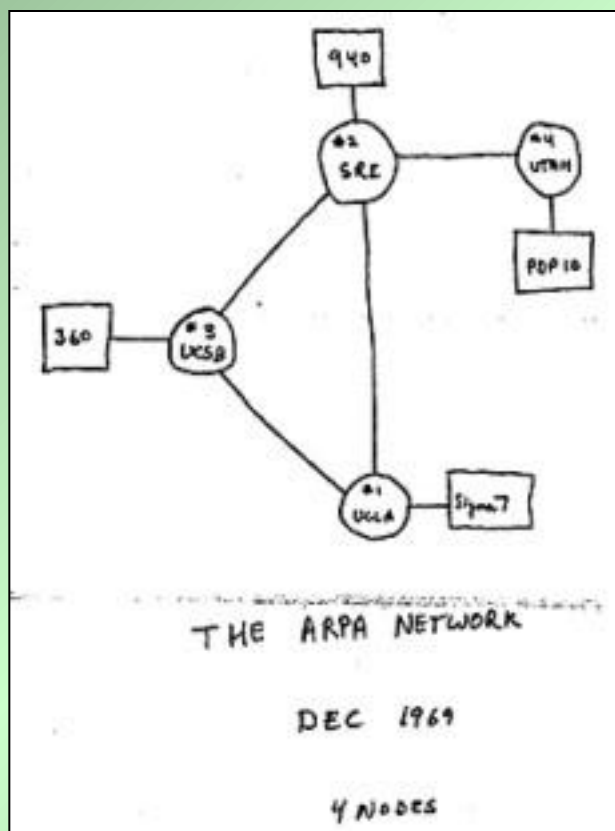 940
#2
SRI
#4
UTAH
PDP 10
360
#3
UCSB
#1
UCLA
Sigma 7
THE ARPA NETWORK
DEC 1969
4 NODES